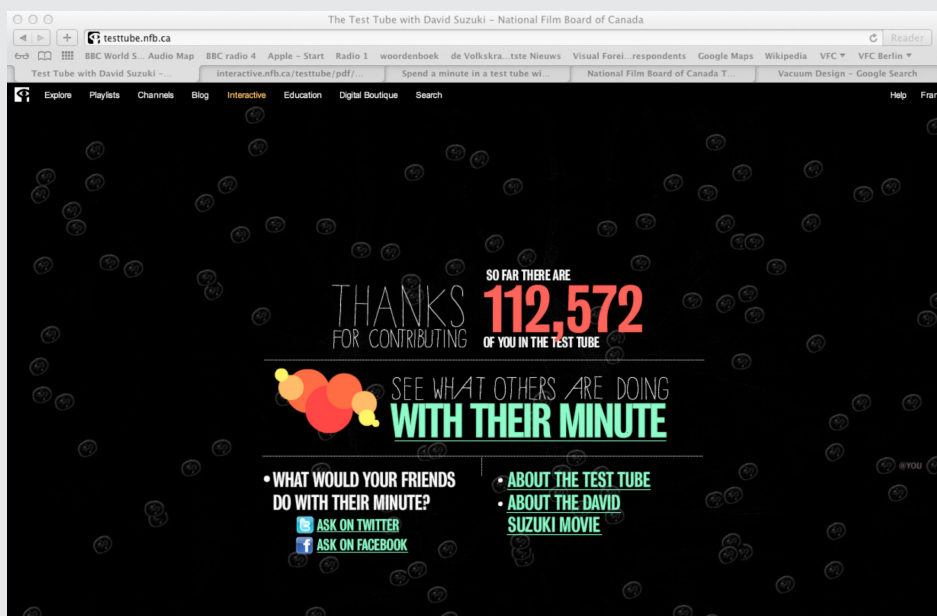 The Test Tube with David Suzuki – National Film Board of Canada
testtube.nfb.ca
Reader
BBC World S... Audio Map BBC radio 4 Apple – Start Radio 1 woordenboek de Volkskra...tste Nieuws Visual Forei...respondents Google Maps Wikipedia VFC VFC Berlin
Test Tube with David Suzuki –... interactive.nfb.ca/testtube/pdf/... Spend a minute in a test tube wi... National Film Board of Canada T... Vacuum Design – Google Search
Explore Playlists Channels Blog Interactive Education Digital Boutique Search Help Fran
THANKS
FOR CONTRIBUTING
SO FAR THERE ARE
112,572
OF YOU IN THE TEST TUBE
SEE WHAT OTHERS ARE DOING
WITH THEIR MINUTE
• WHAT WOULD YOUR FRIENDS
DO WITH THEIR MINUTE?
ASK ON TWITTER
ASK ON FACEBOOK
• ABOUT THE TEST TUBE
• ABOUT THE DAVID
SUZUKI MOVIE
@YOU